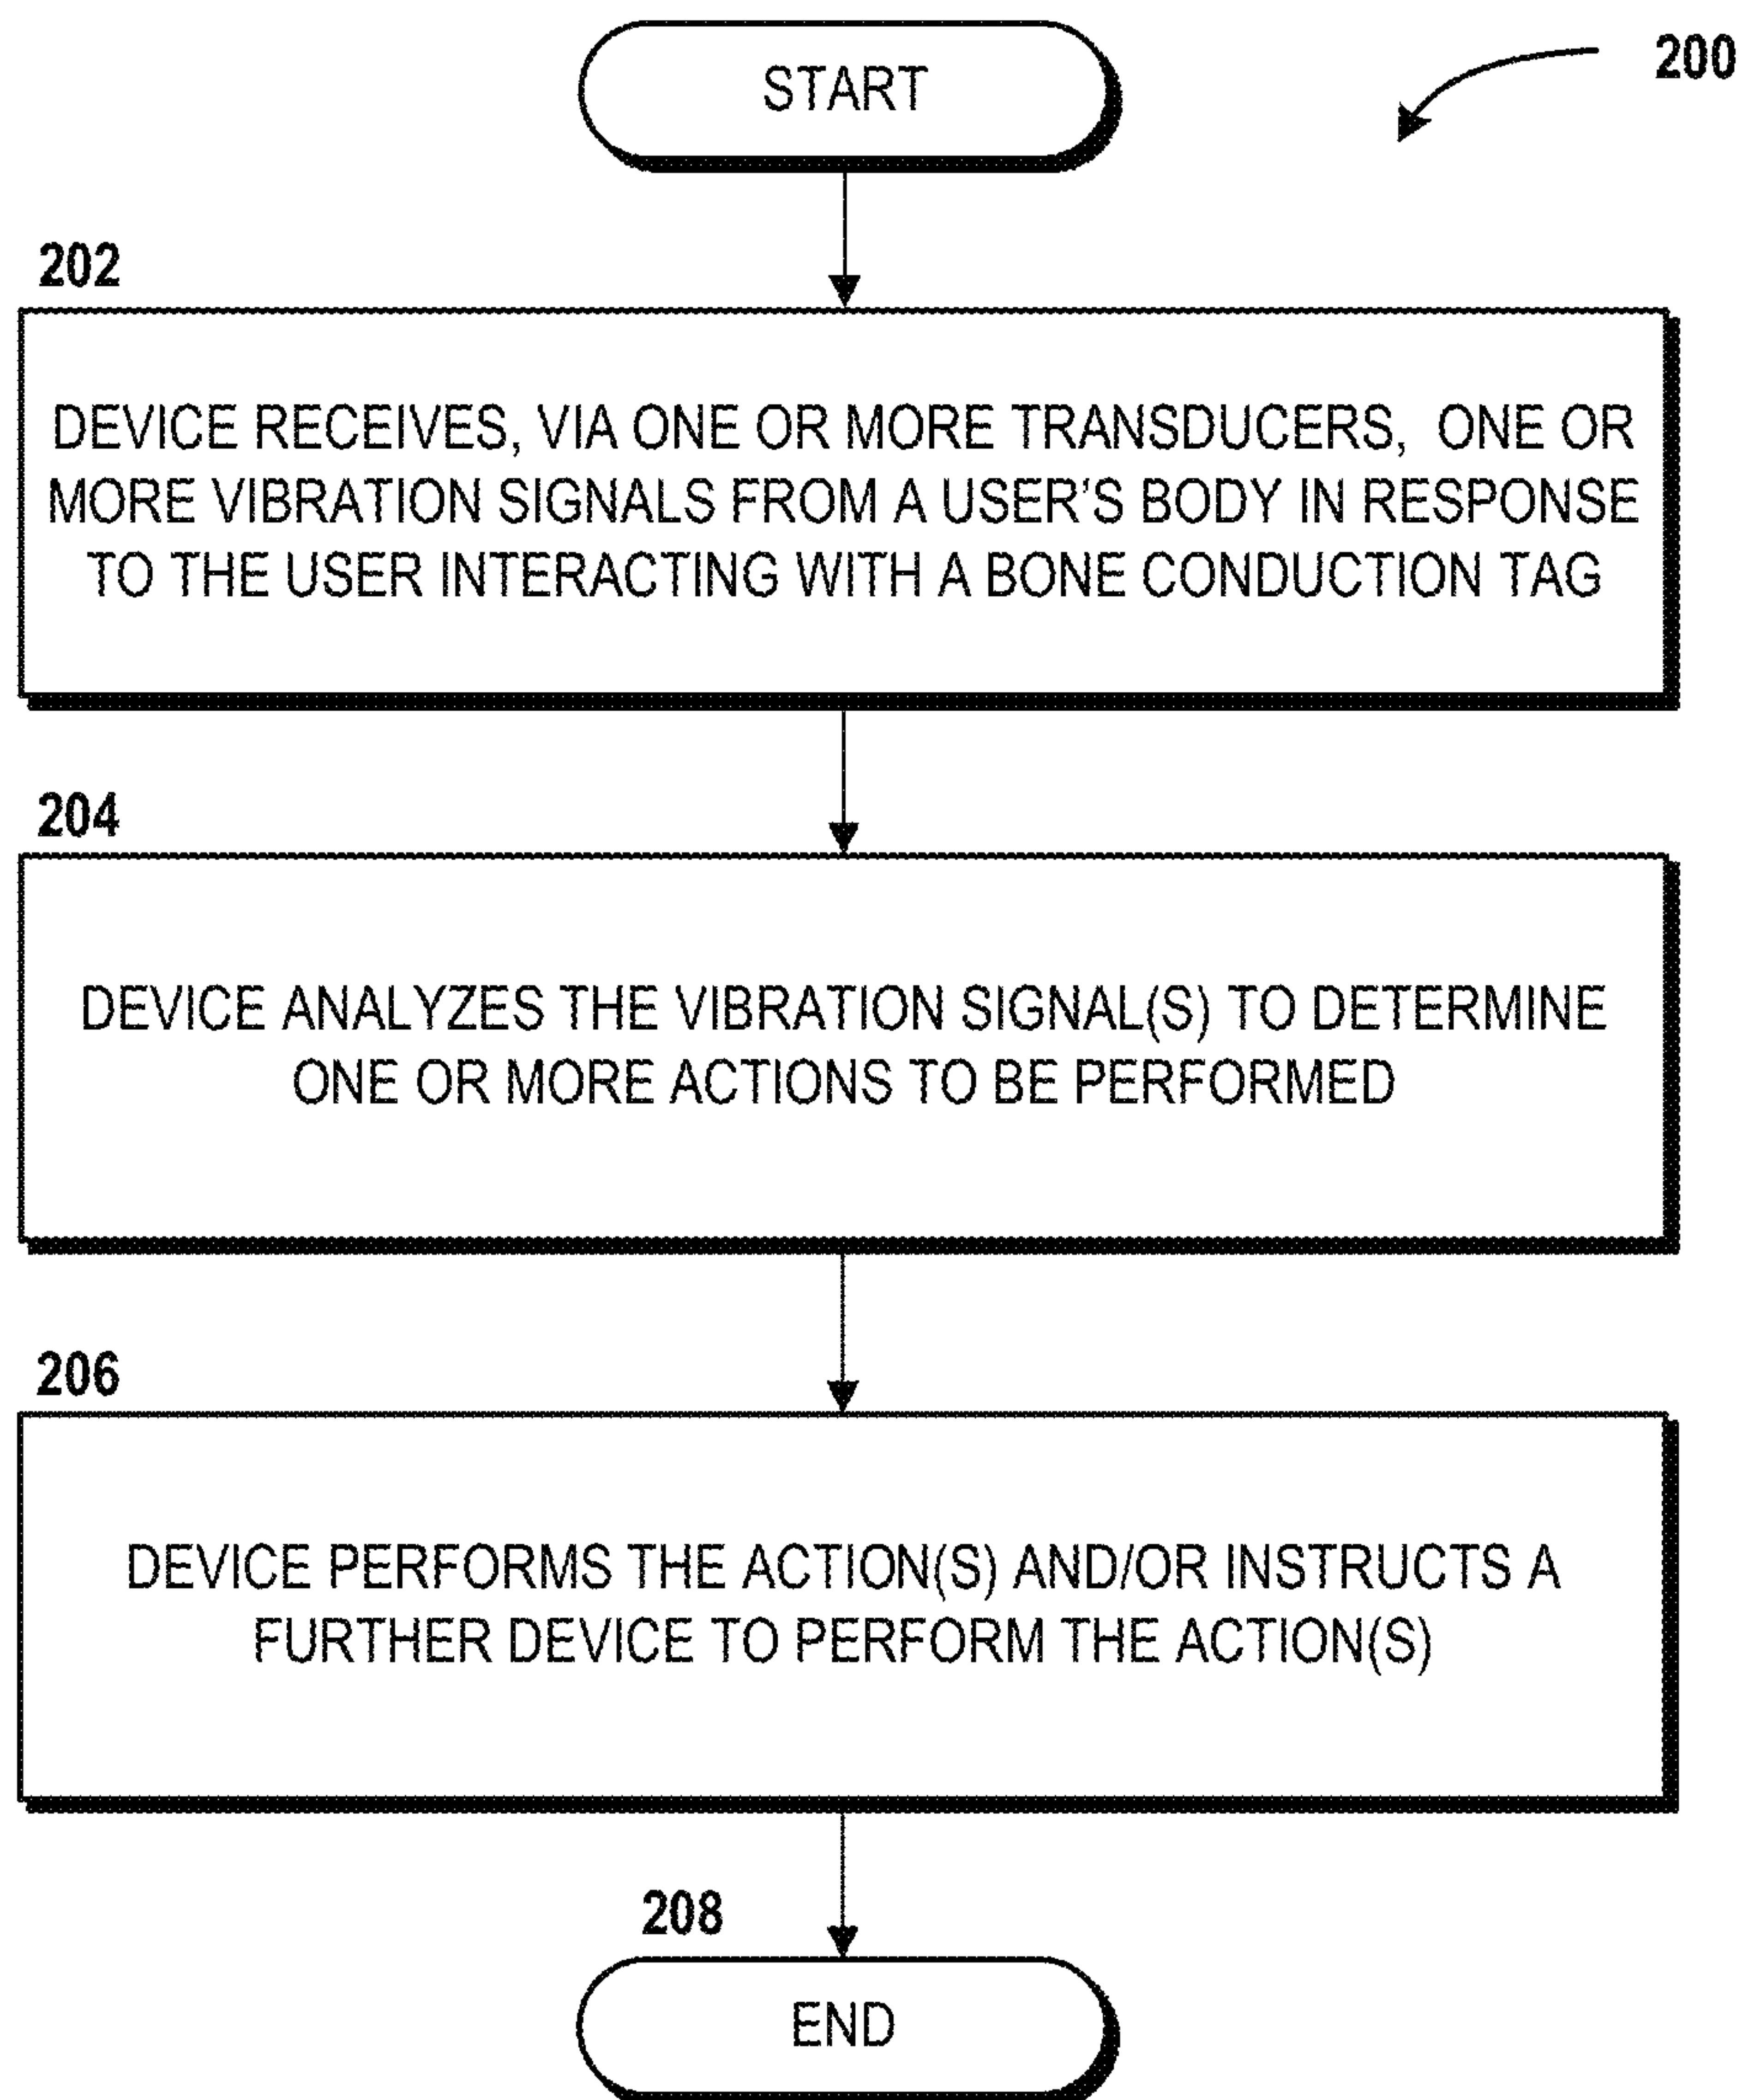 START
200
202
DEVICE RECEIVES, VIA ONE OR MORE TRANSDUCERS, ONE OR
MORE VIBRATION SIGNALS FROM A USER'S BODY IN RESPONSE
TO THE USER INTERACTING WITH A BONE CONDUCTION TAG
204
DEVICE ANALYZES THE VIBRATION SIGNAL(S) TO DETERMINE
ONE OR MORE ACTIONS TO BE PERFORMED
206
DEVICE PERFORMS THE ACTION(S) AND/OR INSTRUCTS A
FURTHER DEVICE TO PERFORM THE ACTION(S)
208
END